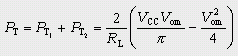 P_T = P_{T_1} + P_{T_2} = \frac{2}{R_L} \left( \frac{V_{CC} V_{om}}{\pi} - \frac{V_{om}^2}{4} \right)